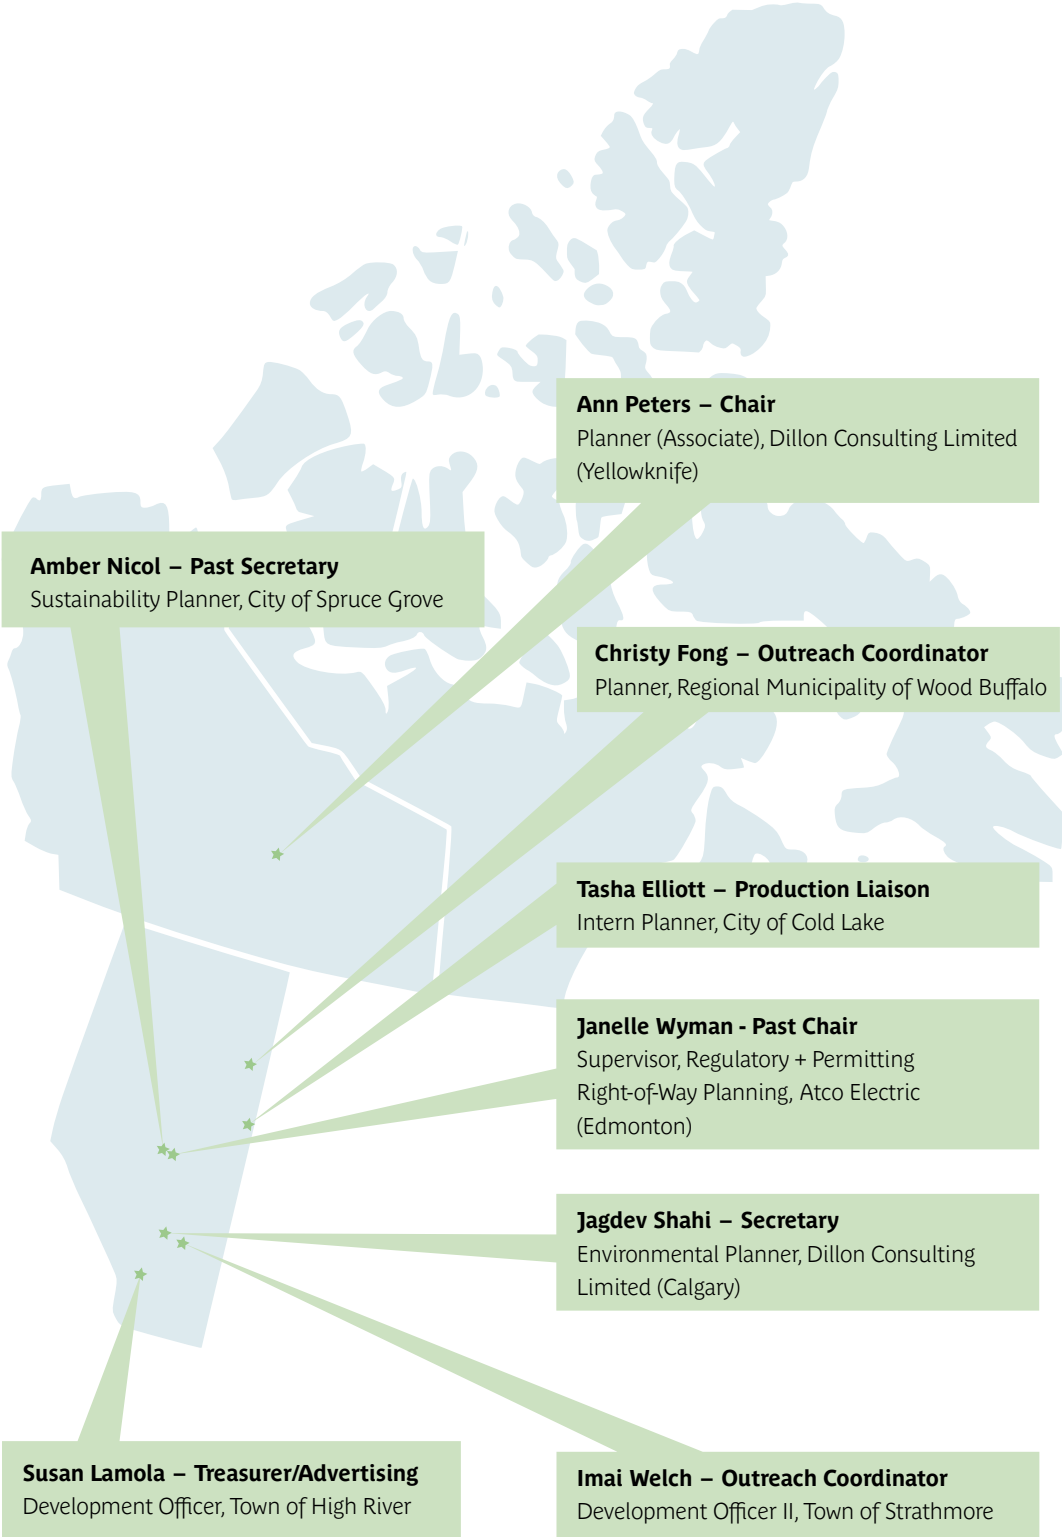 Ann Peters – Chair
Planner (Associate), Dillon Consulting Limited
(Yellowknife)
Amber Nicol – Past Secretary
Sustainability Planner, City of Spruce Grove
Christy Fong – Outreach Coordinator
Planner, Regional Municipality of Wood Buffalo
Tasha Elliott – Production Liaison
Intern Planner, City of Cold Lake
Janelle Wyman - Past Chair
Supervisor, Regulatory + Permitting
Right-of-Way Planning, Atco Electric
(Edmonton)
Jagdev Shahi – Secretary
Environmental Planner, Dillon Consulting
Limited (Calgary)
Susan Lamola – Treasurer/Advertising
Development Officer, Town of High River
Imai Welch – Outreach Coordinator
Development Officer II, Town of Strathmore